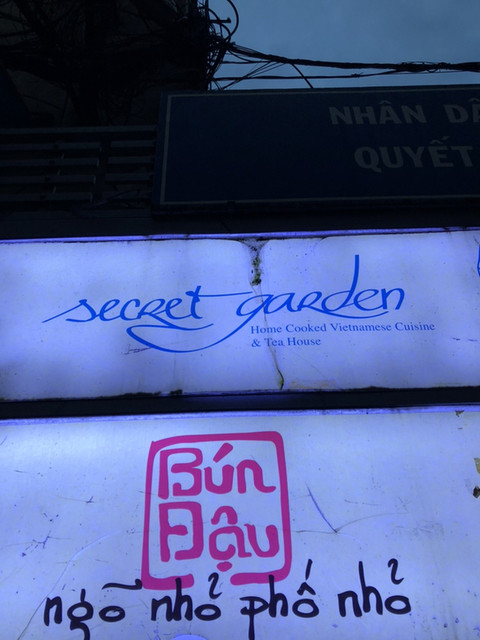 NHÂN DÂ
QUYẾT
secret garden
Home Cooked Vietnamese Cuisine
& Tea House
Bún
Đậu
ngõ nhỏ phố nhỏ